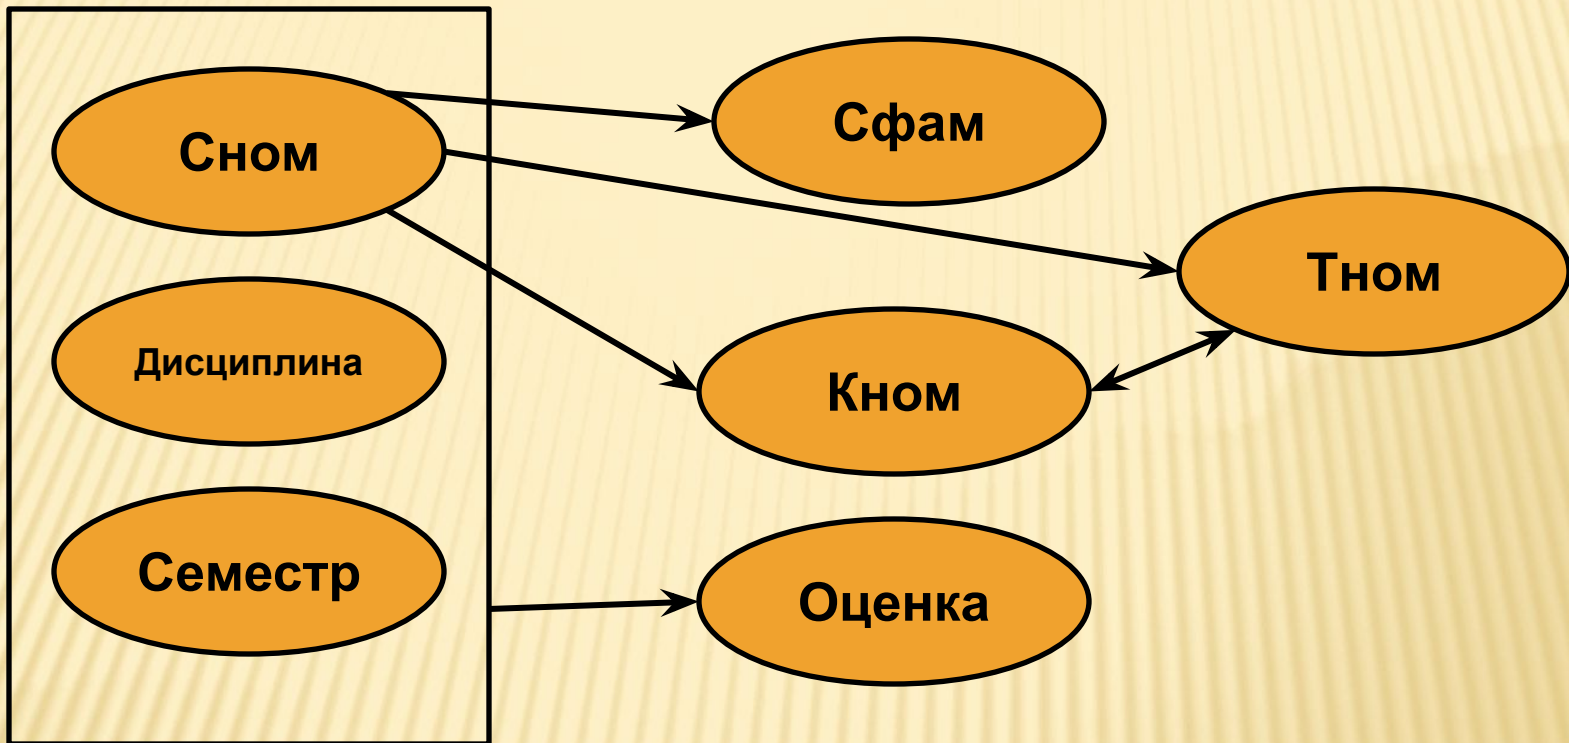 Сном
Сфам
Тном
Дисциплина
Кном
Семестр
Оценка